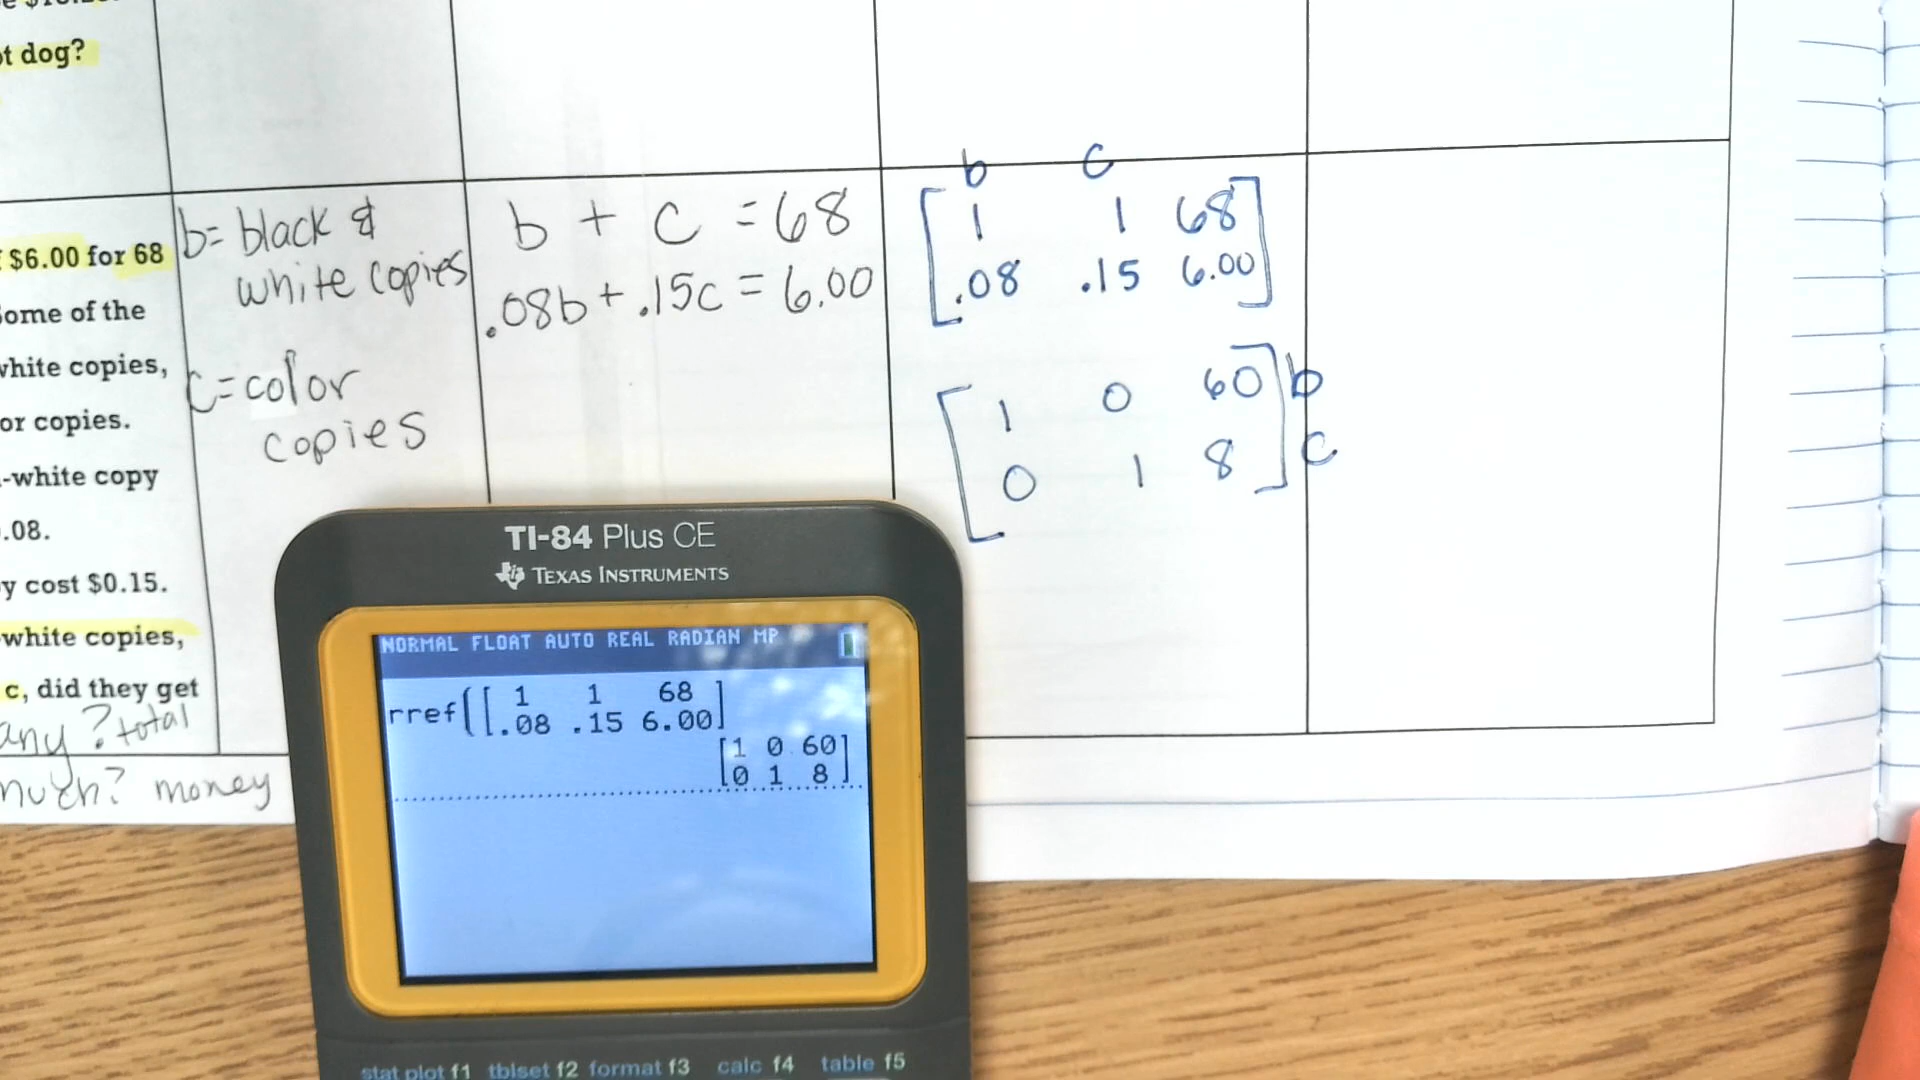 ot dog?
$6.00 for 68
Some of the
white copies,
or copies.
-white copy
.08.
y cost $0.15.
white copies,
c, did they get
any? total
much? money
b= black &
white copies
c=color
copies
b + c = 68
.08b + .15c = 6.00
b c
1 1 68
.08 .15 6.00
1 0 60 b
0 1 8 c
TI-84 Plus CE
TEXAS INSTRUMENTS
NORMAL FLOAT AUTO REAL RADIAN MP
rref([ 1 1 68 ]
[.08 .15 6.00]
[1 0 60]
[0 1 8]
stat plot f1 tblset f2 format f3 calc f4 table f5